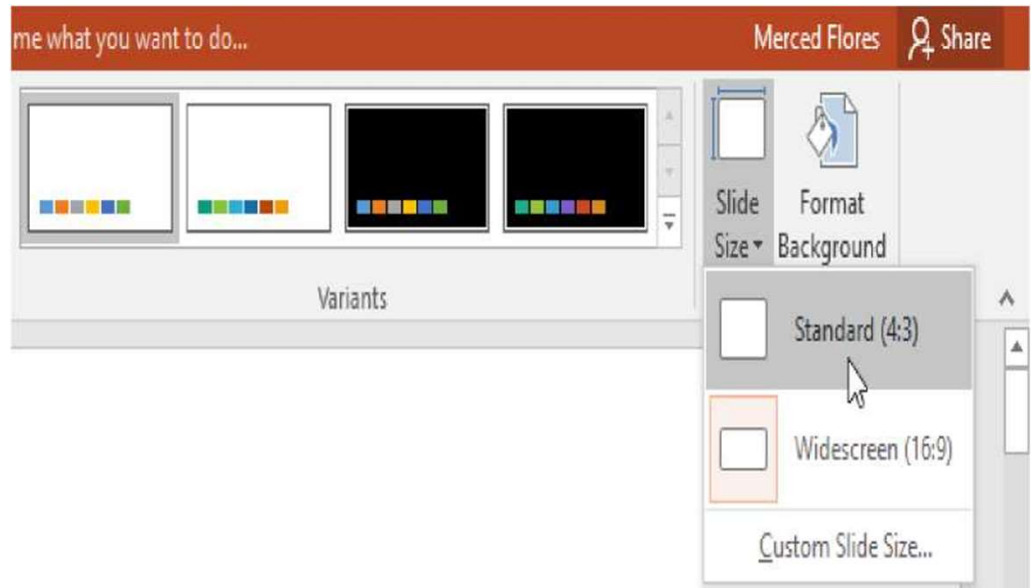 me what you want to do...
Merced Flores
Share
Slide
Size
Format
Background
Variants
Standard (4:3)
Widescreen (16:9)
Custom Slide Size...